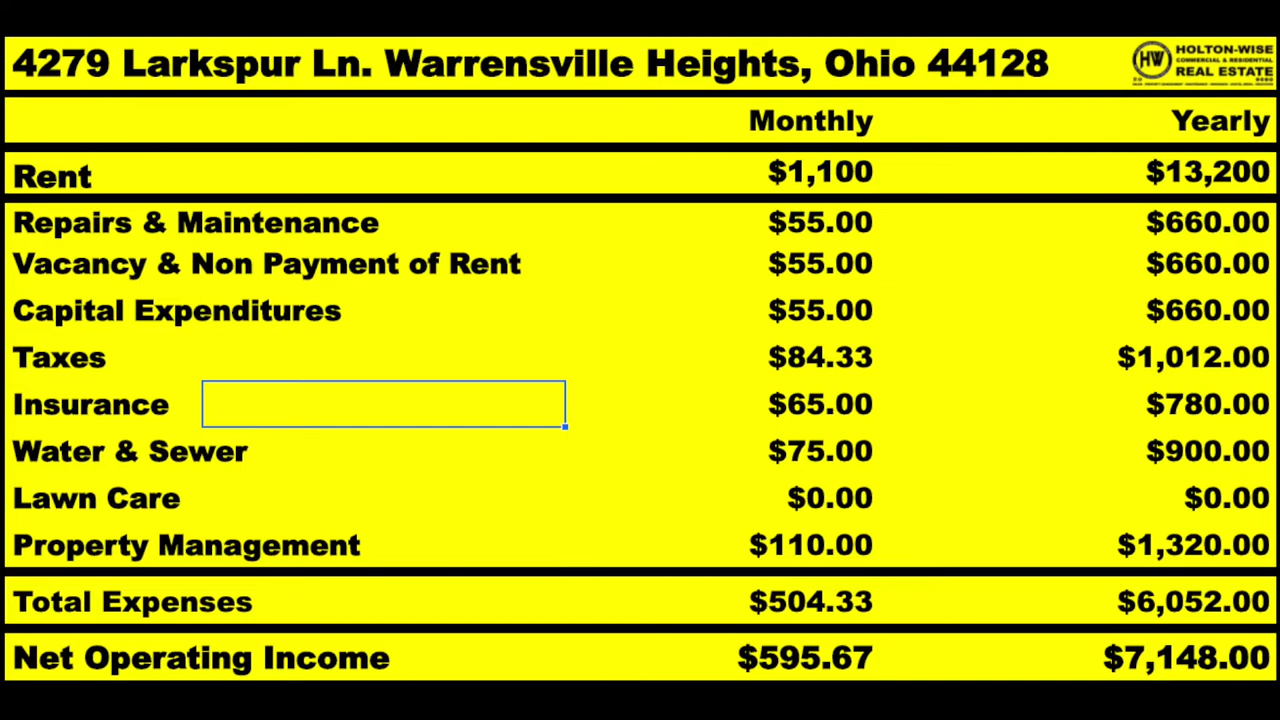 4279 Larkspur Ln. Warrensville Heights, Ohio 44128
HW
HOLTON-WISE
COMMERCIAL & RESIDENTIAL
REAL ESTATE
Monthly Yearly
Rent $1,100 $13,200
Repairs & Maintenance $55.00 $660.00
Vacancy & Non Payment of Rent $55.00 $660.00
Capital Expenditures $55.00 $660.00
Taxes $84.33 $1,012.00
Insurance $65.00 $780.00
Water & Sewer $75.00 $900.00
Lawn Care $0.00 $0.00
Property Management $110.00 $1,320.00
Total Expenses $504.33 $6,052.00
Net Operating Income $595.67 $7,148.00